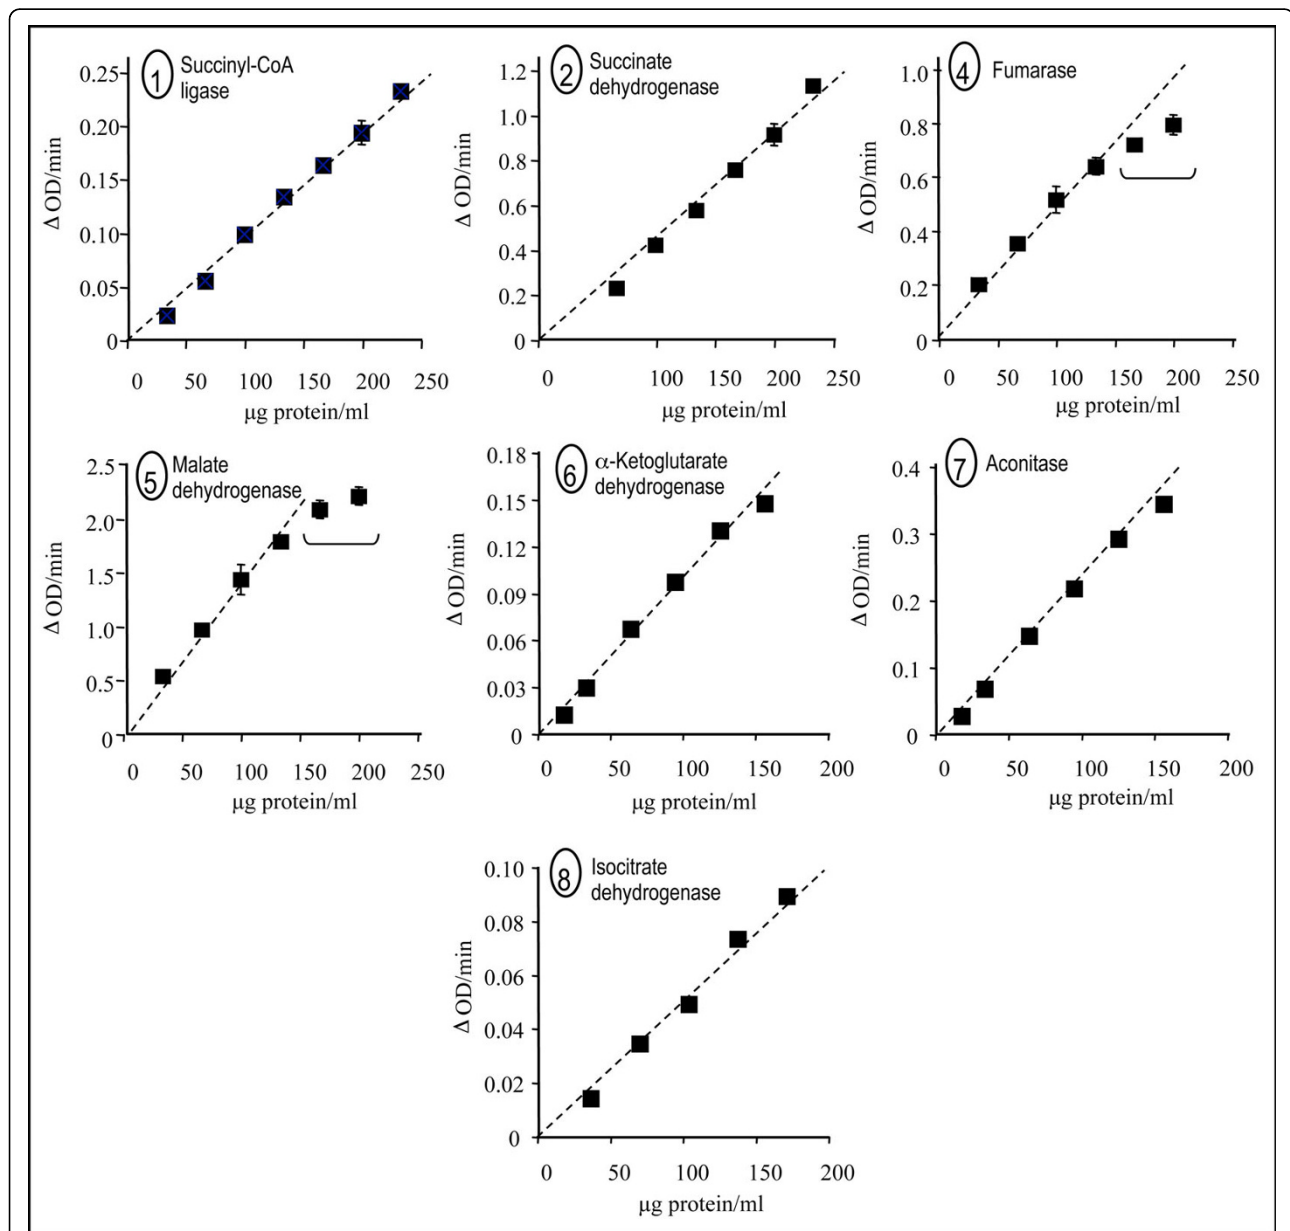 1 Succinyl-CoA
ligase
0.25
0.20
0.15
0.10
0.05
0
Δ OD/min
0 50 100 150 200 250
μg protein/ml
2 Succinate
dehydrogenase
1.2
1.0
0.8
0.6
0.4
0.2
0
Δ OD/min
0 100 150 200 250
μg protein/ml
4 Fumarase
1.0
0.8
0.6
0.4
0.2
0
Δ OD/min
0 50 100 150 200 250
μg protein/ml
5 Malate
dehydrogenase
2.5
2.0
1.5
1.0
0.5
0
Δ OD/min
0 50 100 150 200 250
μg protein/ml
6 α-Ketoglutarate
dehydrogenase
0.18
0.15
0.12
0.09
0.06
0.03
0
Δ OD/min
0 50 100 150 200
μg protein/ml
7 Aconitase
0.4
0.3
0.2
0.1
0
Δ OD/min
0 50 100 150 200
μg protein/ml
8 Isocitrate
dehydrogenase
0.10
0.08
0.06
0.04
0.02
0
Δ OD/min
0 50 100 150 200
μg protein/ml